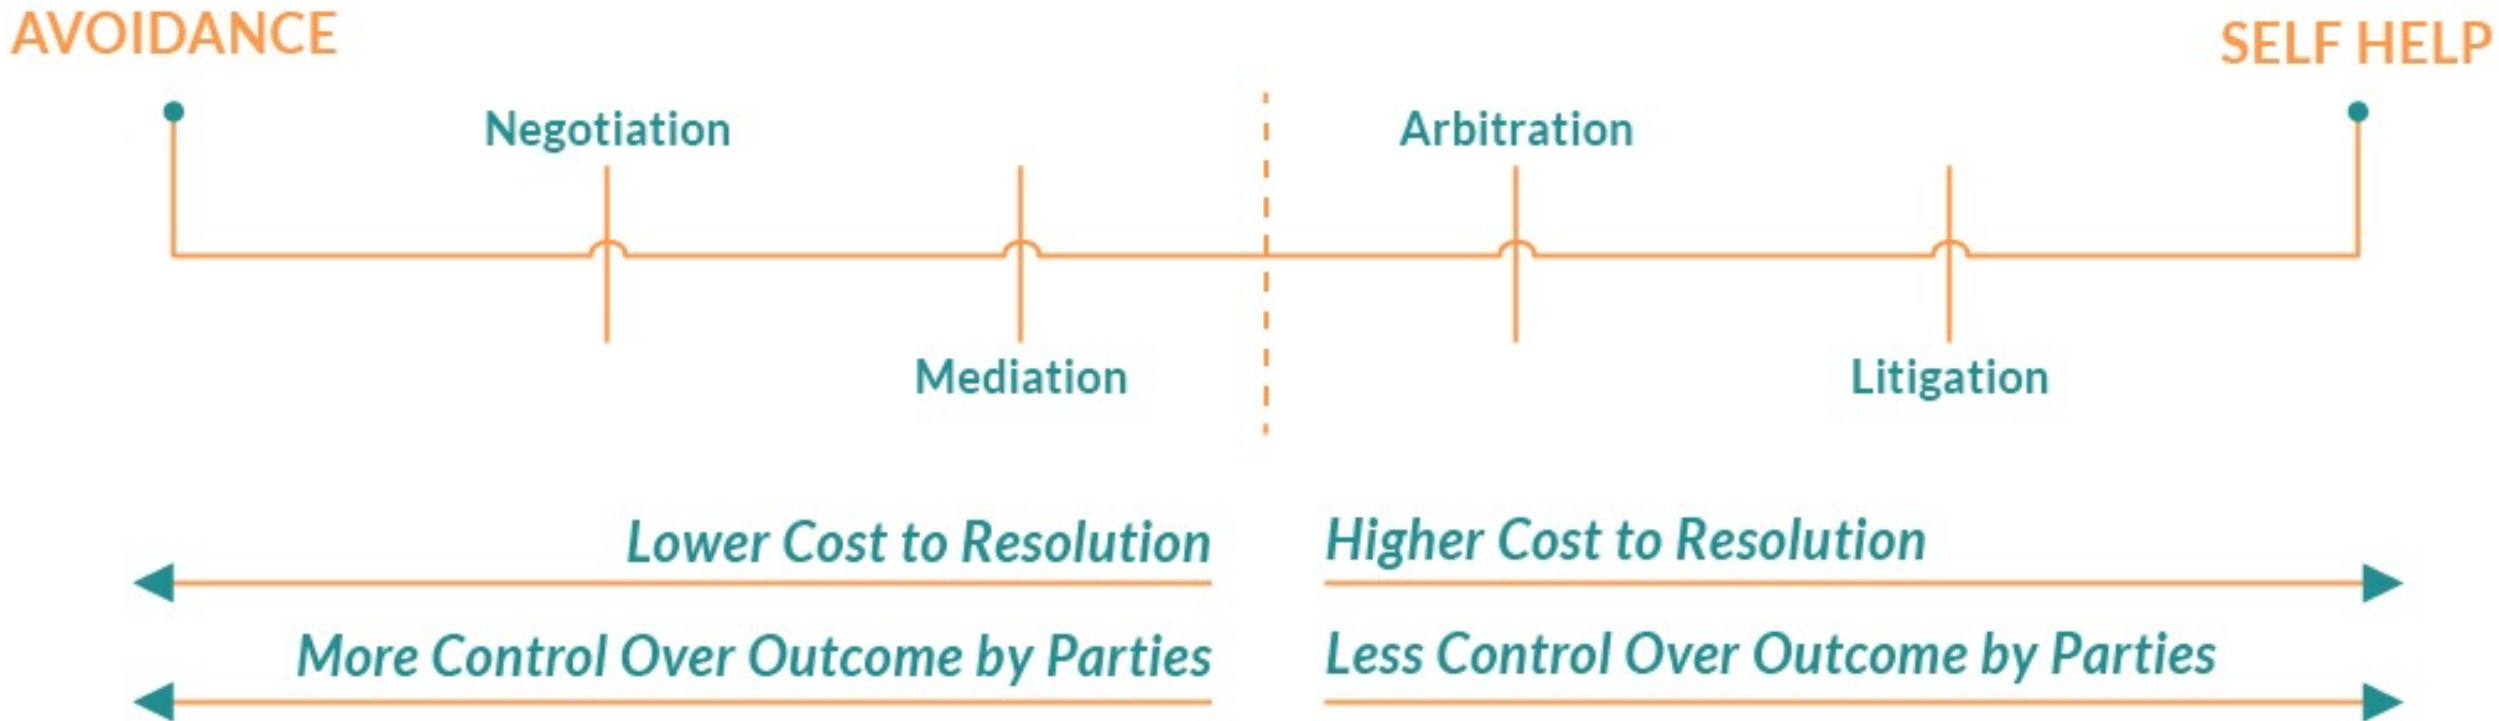 AVOIDANCE
SELF HELP
Negotiation
Arbitration
Mediation
Litigation
Lower Cost to Resolution
Higher Cost to Resolution
More Control Over Outcome by Parties
Less Control Over Outcome by Parties